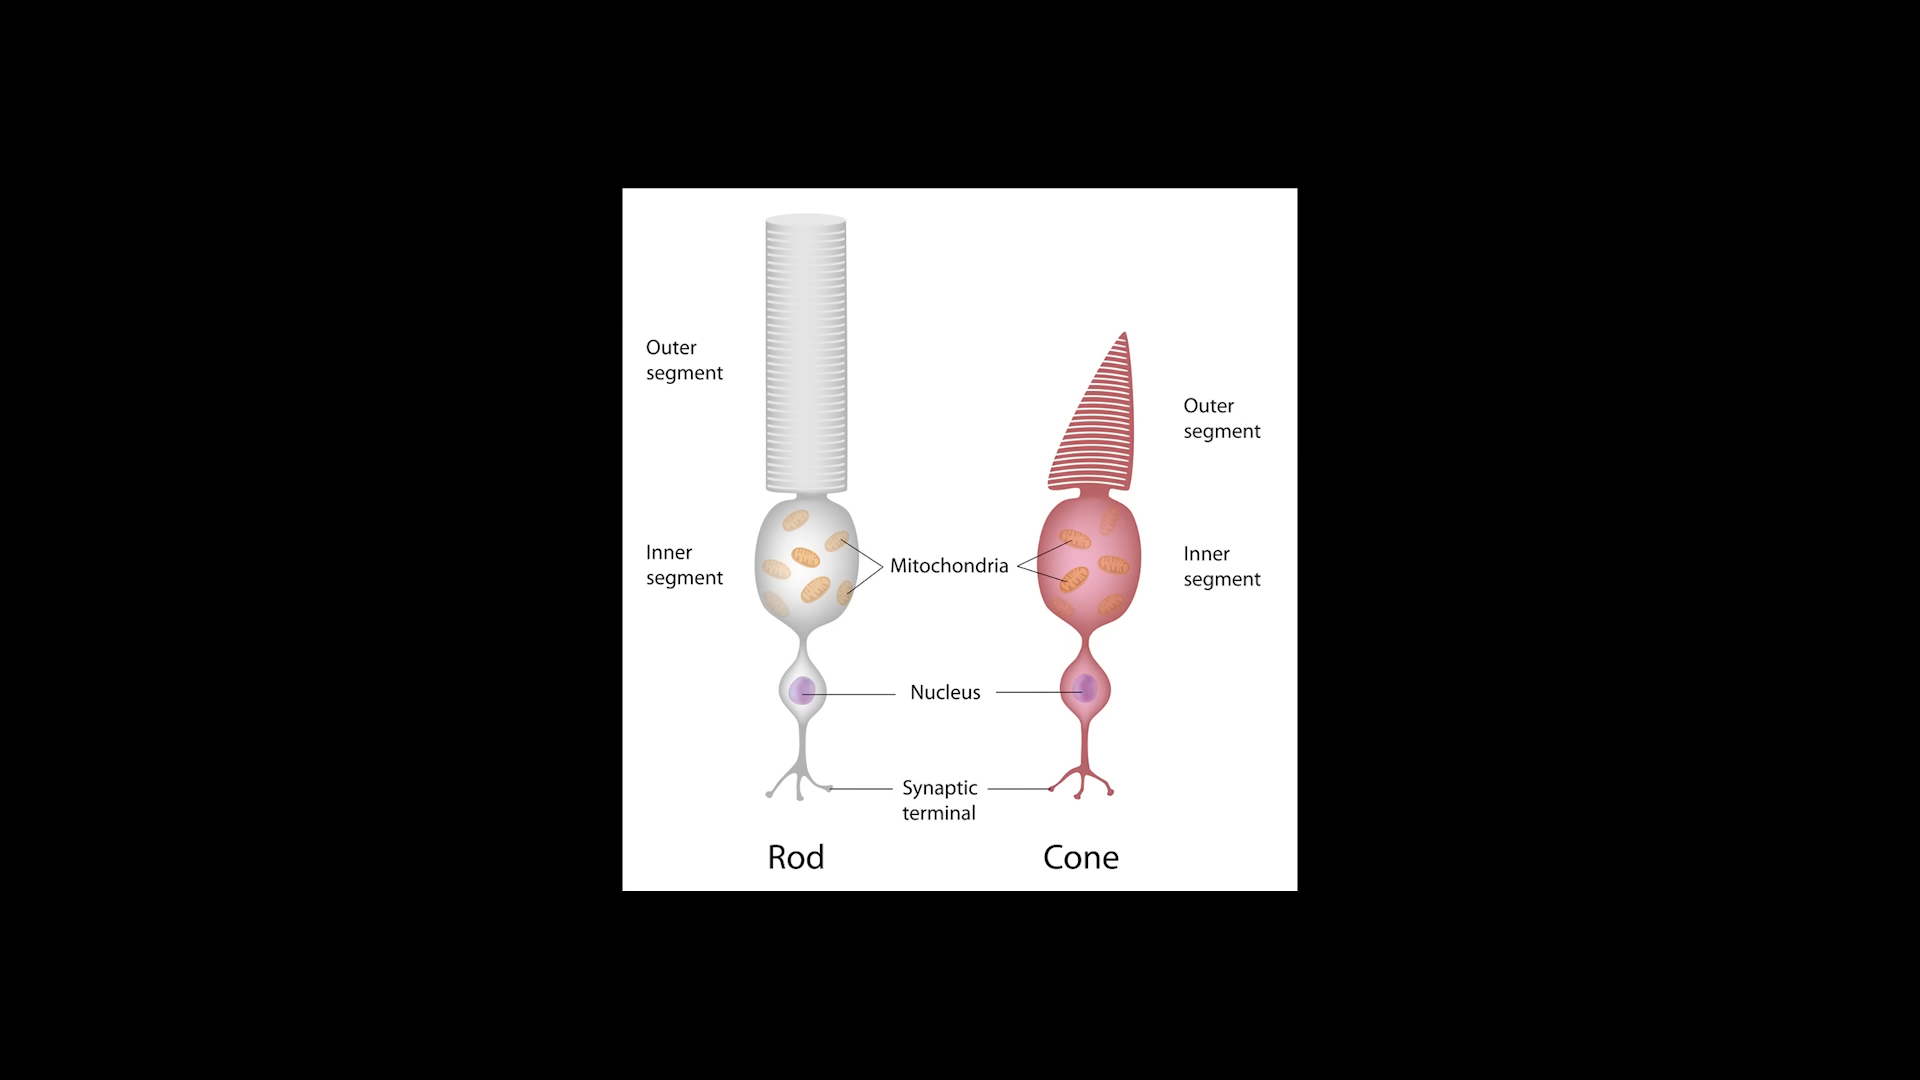 Outer
segment
Outer
segment
Inner
segment
Mitochondria
Inner
segment
Nucleus
Synaptic
terminal
Rod
Cone